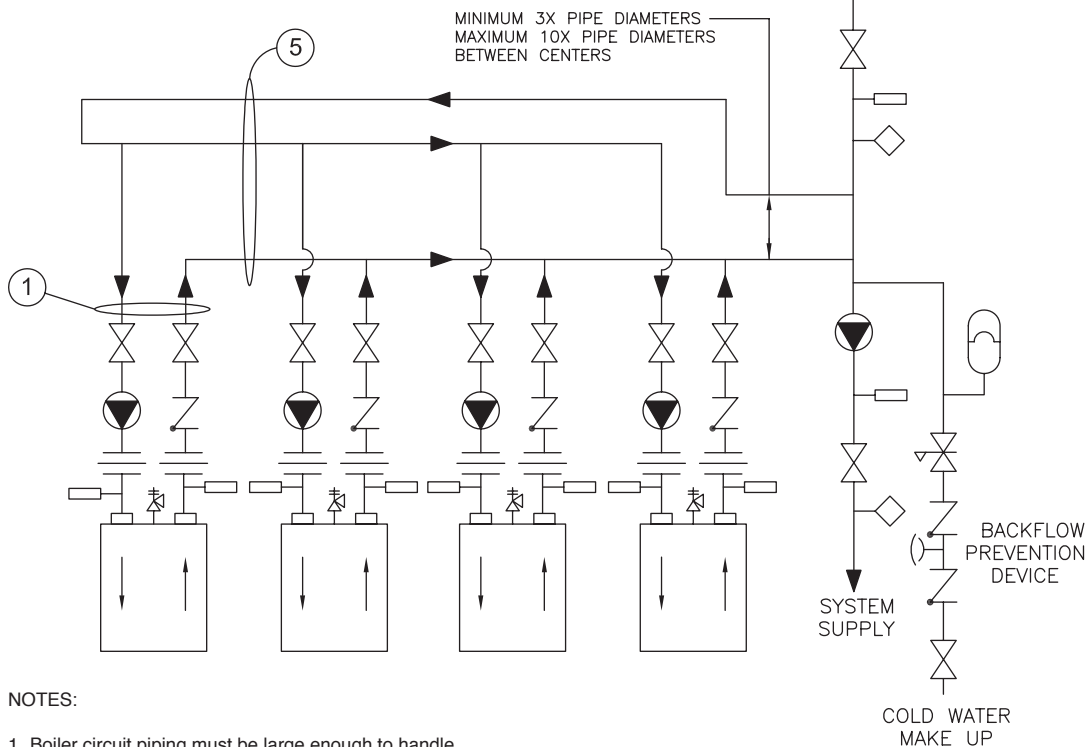 MINIMUM 3X PIPE DIAMETERS
MAXIMUM 10X PIPE DIAMETERS
BETWEEN CENTERS
5
1
BACKFLOW
PREVENTION
DEVICE
SYSTEM
SUPPLY
COLD WATER
MAKE UP
NOTES:
1. Boiler circuit piping must be large enough to handle